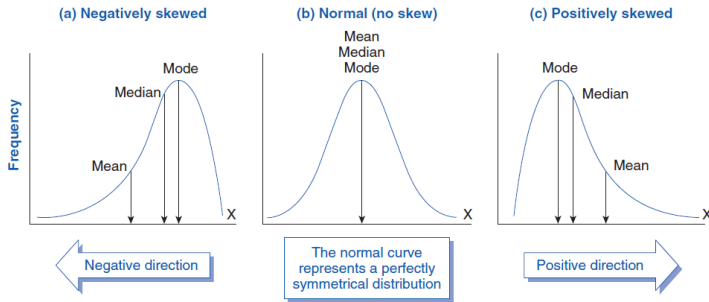 (a) Negatively skewed
(b) Normal (no skew)
(c) Positively skewed
Frequency
Mean
Median
Mode
X
Mean
Median
Mode
X
Mode
Median
Mean
X
Negative direction
The normal curve
represents a perfectly
symmetrical distribution
Positive direction